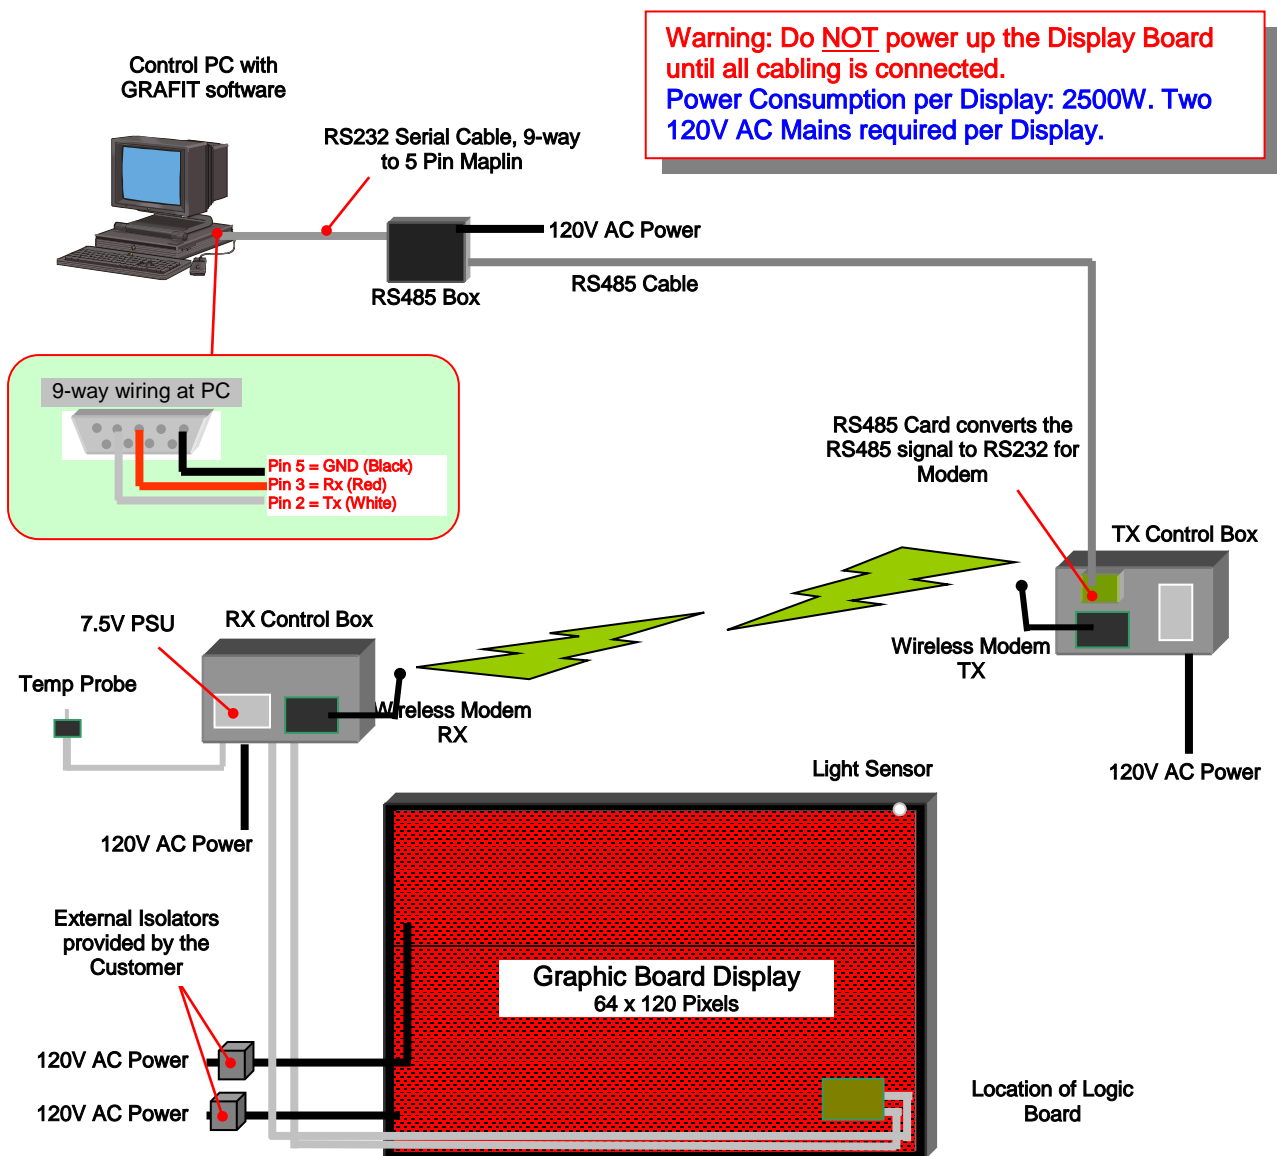 Warning: Do NOT power up the Display Board
until all cabling is connected.
Power Consumption per Display: 2500W. Two
120V AC Mains required per Display.
Control PC with
GRAFIT software
RS232 Serial Cable, 9-way
to 5 Pin Maplin
120V AC Power
RS485 Box
RS485 Cable
9-way wiring at PC
Pin 5 = GND (Black)
Pin 3 = Rx (Red)
Pin 2 = Tx (White)
RS485 Card converts the
RS485 signal to RS232 for
Modem
TX Control Box
7.5V PSU
RX Control Box
Wireless Modem
TX
Temp Probe
Wireless Modem
RX
120V AC Power
Light Sensor
120V AC Power
External Isolators
provided by the
Customer
Graphic Board Display
64 x 120 Pixels
120V AC Power
120V AC Power
Location of Logic
Board